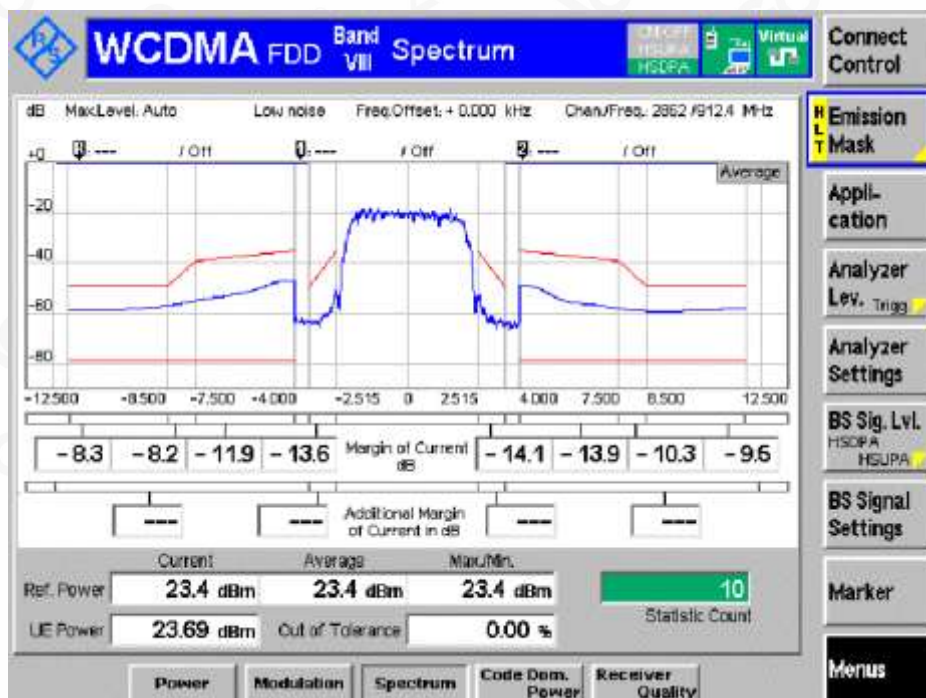 WCDMA FDD Band VIII Spectrum
HSDPA
Virtual
Connect Control
dB Max.Level: Auto Low noise Freq.Offset: + 0.000 kHz Chan./Freq.: 2862 /912.4 MHz
HLT
Emission Mask
+0 --- / Off 1: --- / Off 2: --- / Off
Average
-20
-40
-60
-80
-12.500 -8.500 -7.500 -4.000 -2.515 0 2.515 4.000 7.500 8.500 12.500
Appli-cation
Analyzer Lev. Trigg
Analyzer Settings
BS Sig. Lvl.
HSDPA
HSUPA
BS Signal Settings
Marker
Menus
- 8.3 - 8.2 - 11.9 - 13.6 Margin of Current dB - 14.1 - 13.9 - 10.3 - 9.6
--- --- Additional Margin of Current in dB --- ---
Current Average Max./Min.
Ref. Power 23.4 dBm 23.4 dBm 23.4 dBm
10
Statistic Count
UE Power 23.69 dBm Out of Tolerance 0.00 %
Power Modulation Spectrum Code Dom. Power Receiver Quality